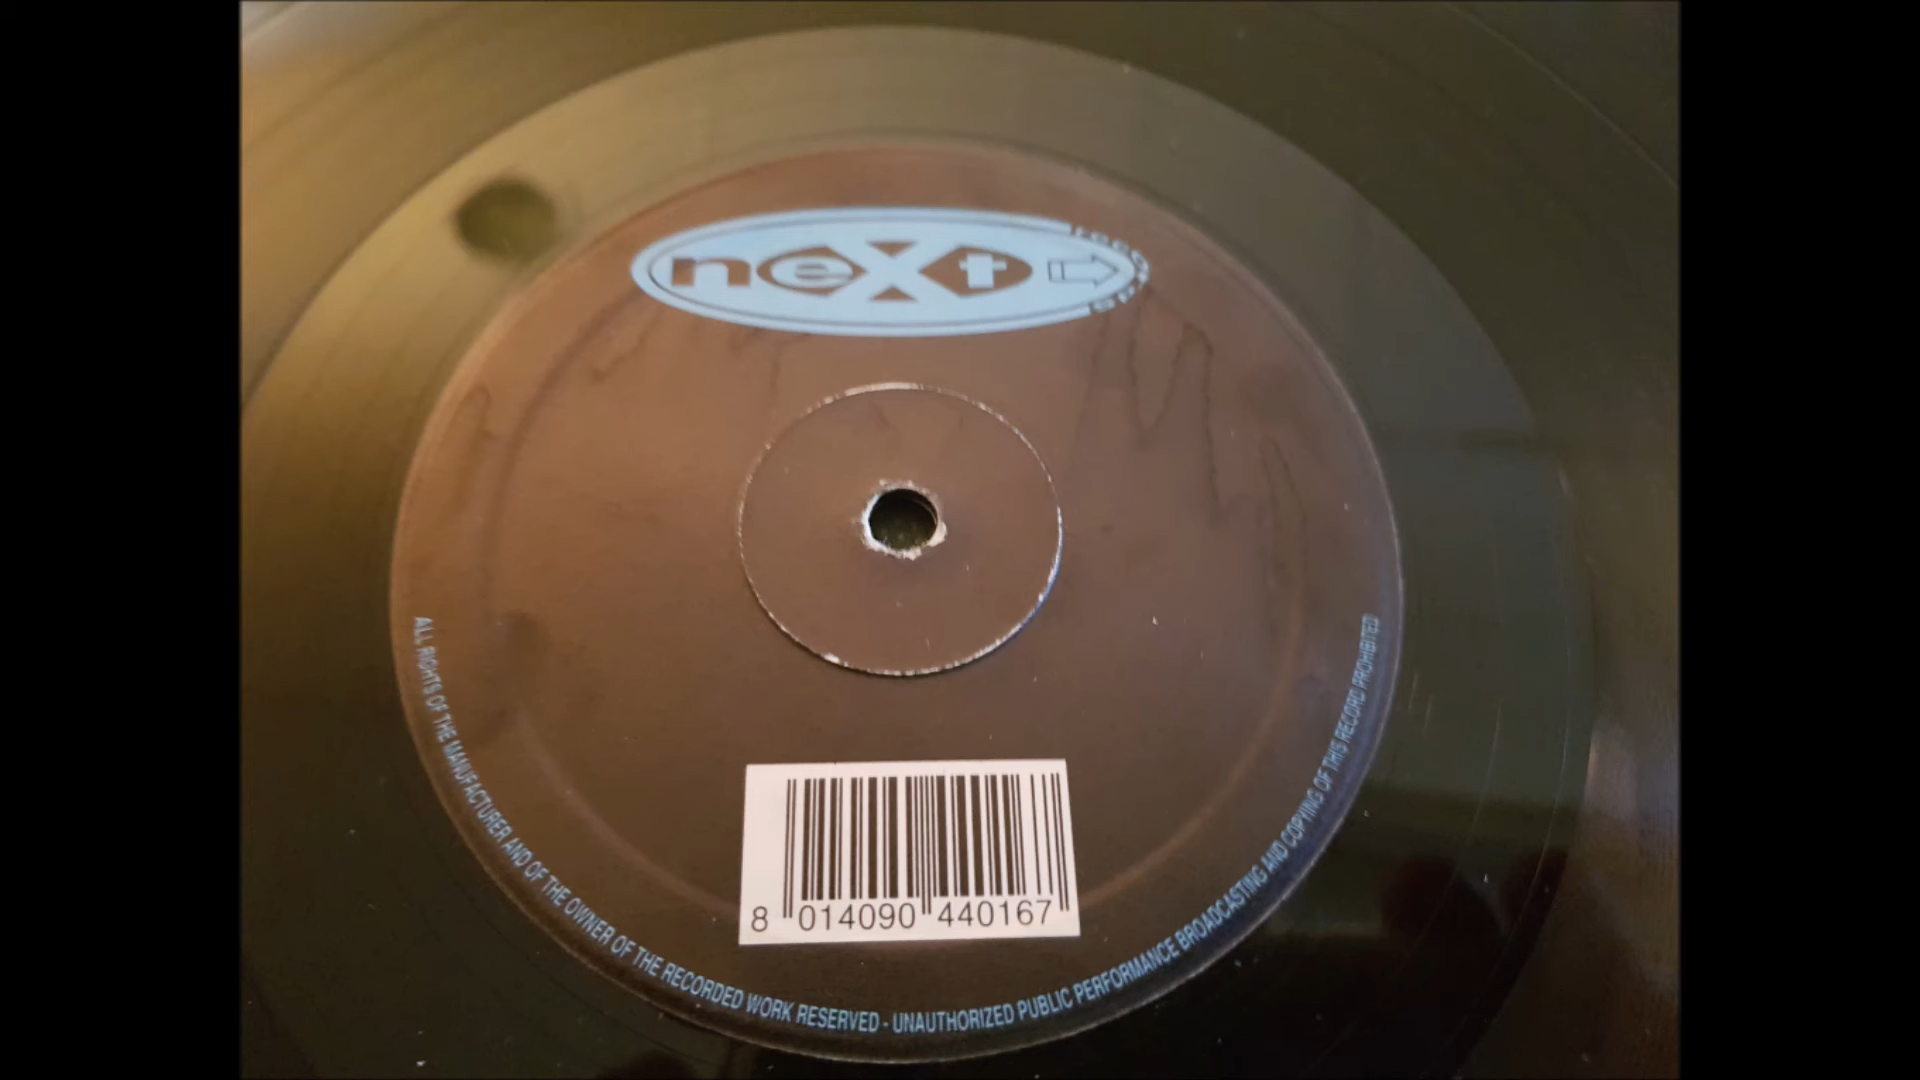 neXt
records
8 014090 440167
ALL RIGHTS OF THE MANUFACTURER AND OF THE OWNER OF THE RECORDED WORK RESERVED - UNAUTHORIZED PUBLIC PERFORMANCE BROADCASTING AND COPYING OF THIS RECORD PROHIBITED